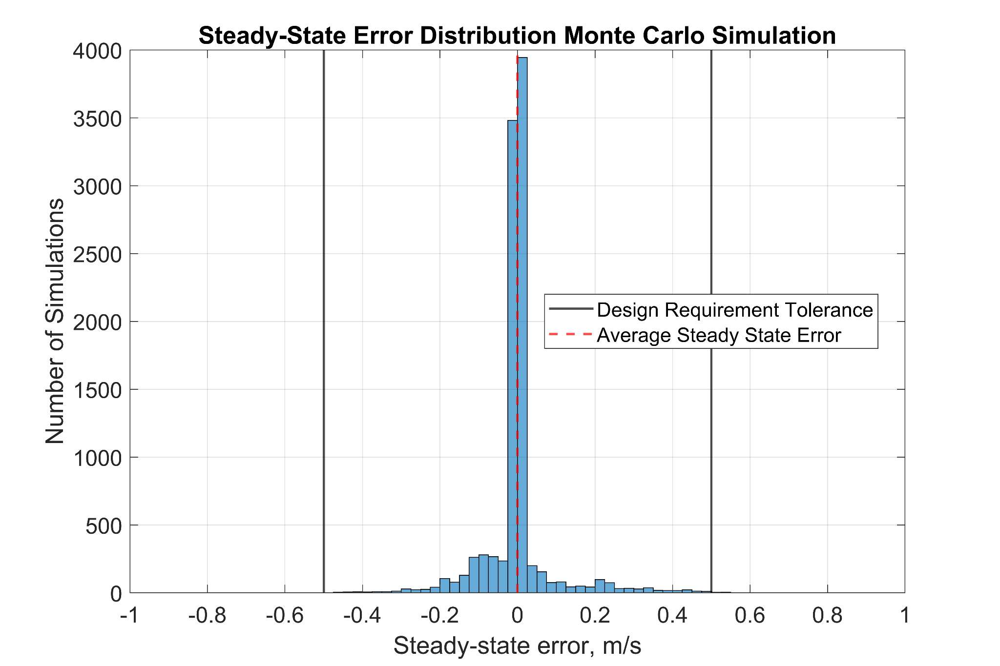 Steady-State Error Distribution Monte Carlo Simulation
4000
3500
3000
2500
2000
1500
1000
500
0
Number of Simulations
Design Requirement Tolerance
Average Steady State Error
-1 -0.8 -0.6 -0.4 -0.2 0 0.2 0.4 0.6 0.8 1
Steady-state error, m/s